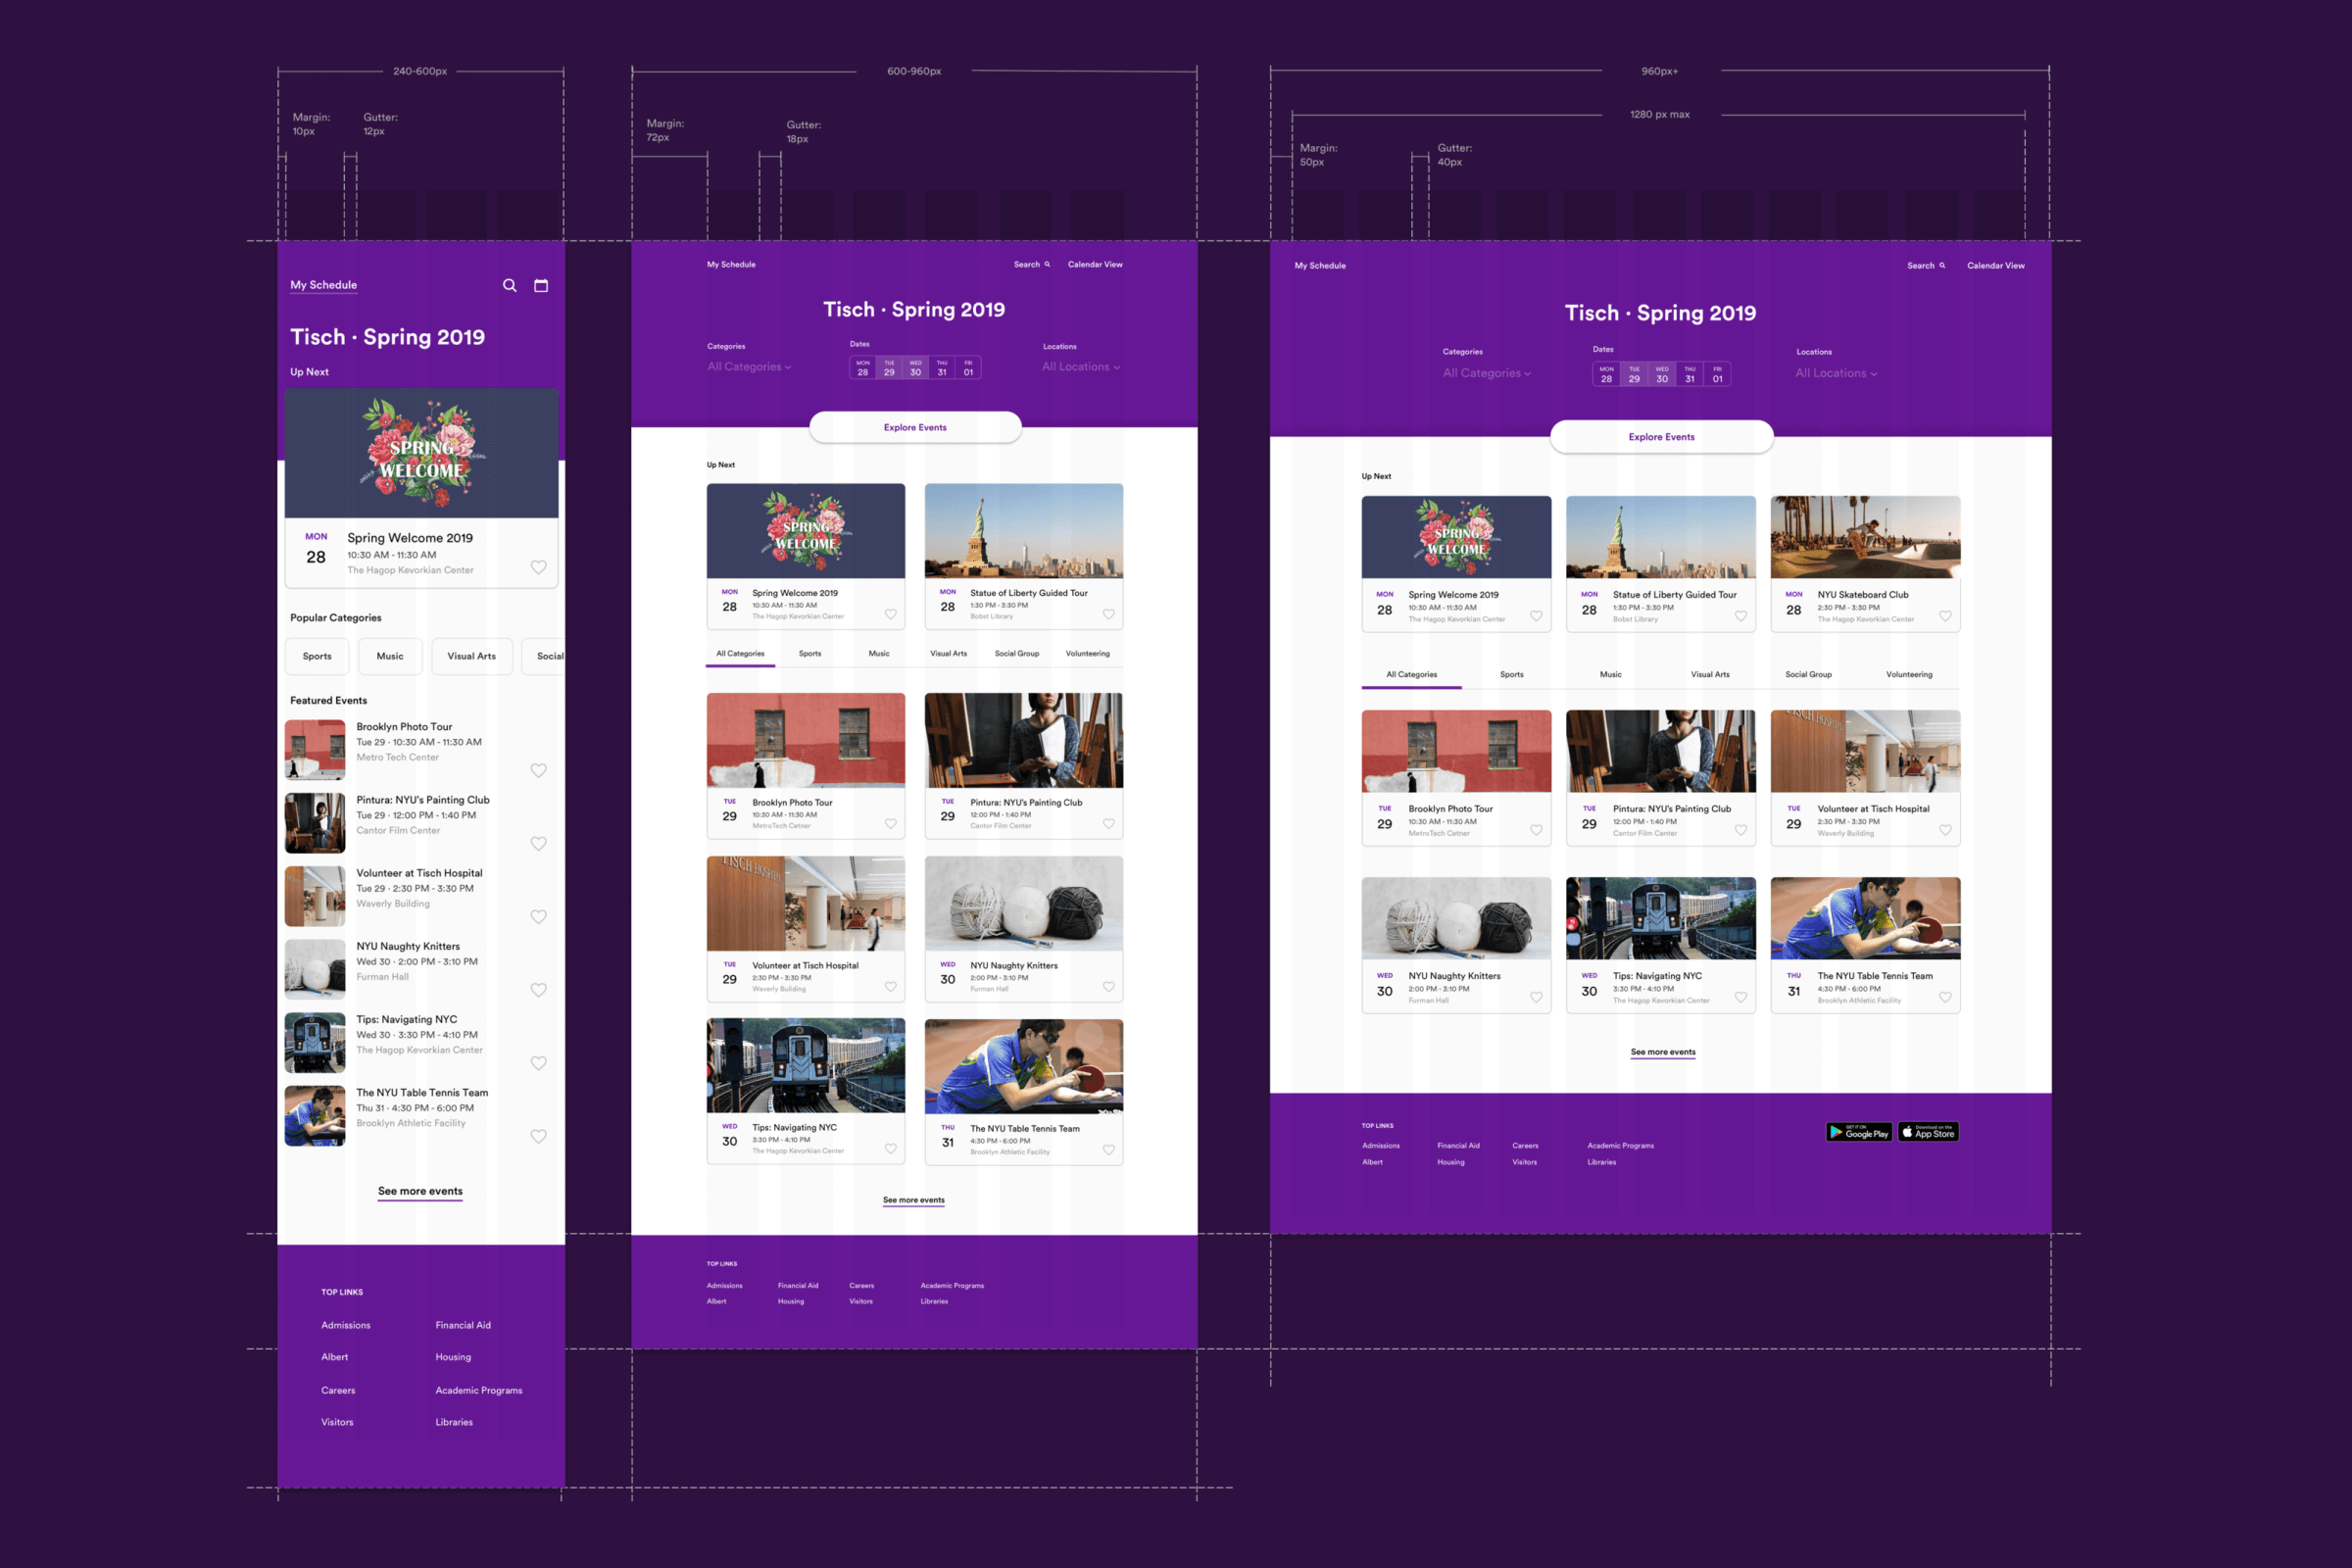 240-600px
Margin:
10px
Gutter:
12px
My Schedule
Tisch · Spring 2019
Up Next
SPRING
WELCOME
MON
28
Spring Welcome 2019
10:30 AM - 11:30 AM
The Hagop Kevorkian Center
Popular Categories
Sports
Music
Visual Arts
Social
Featured Events
Brooklyn Photo Tour
Tue 29 · 10:30 AM - 11:30 AM
Metro Tech Center
Pintura: NYU's Painting Club
Tue 29 · 12:00 PM - 1:40 PM
Cantor Film Center
Volunteer at Tisch Hospital
Tue 29 · 2:30 PM - 3:30 PM
Waverly Building
NYU Naughty Knitters
Wed 30 · 2:00 PM - 3:10 PM
Furman Hall
Tips: Navigating NYC
Wed 30 · 3:30 PM - 4:10 PM
The Hagop Kevorkian Center
The NYU Table Tennis Team
Thu 31 · 4:30 PM - 6:00 PM
Brooklyn Athletic Facility
See more events
TOP LINKS
Admissions
Financial Aid
Albert
Housing
Careers
Academic Programs
Visitors
Libraries
600-960px
Margin:
72px
Gutter:
18px
My Schedule
Search
Calendar View
Tisch · Spring 2019
Categories
All Categories
Dates
MON TUE WED THU FRI
28 29 30 31 01
Locations
All Locations
Explore Events
Up Next
SPRING
WELCOME
MON
28
Spring Welcome 2019
10:30 AM - 11:30 AM
The Hagop Kevorkian Center
MON
28
Statue of Liberty Guided Tour
1:30 PM - 3:30 PM
Bobst Library
All Categories
Sports
Music
Visual Arts
Social Group
Volunteering
TUE
29
Brooklyn Photo Tour
10:30 AM - 11:30 AM
MetroTech Cetner
TUE
29
Pintura: NYU's Painting Club
12:00 PM - 1:40 PM
Cantor Film Center
TISCH HOSPITAL
TUE
29
Volunteer at Tisch Hospital
2:30 PM - 3:30 PM
Waverly Building
WED
30
NYU Naughty Knitters
2:00 PM - 3:10 PM
Furman Hall
WED
30
Tips: Navigating NYC
3:30 PM - 4:10 PM
The Hagop Kevorkian Center
THU
31
The NYU Table Tennis Team
4:30 PM - 6:00 PM
Brooklyn Athletic Facility
See more events
TOP LINKS
Admissions
Financial Aid
Careers
Academic Programs
Albert
Housing
Visitors
Libraries
960px+
1280 px max
Margin:
50px
Gutter:
40px
My Schedule
Search
Calendar View
Tisch · Spring 2019
Categories
All Categories
Dates
MON TUE WED THU FRI
28 29 30 31 01
Locations
All Locations
Explore Events
Up Next
SPRING
WELCOME
MON
28
Spring Welcome 2019
10:30 AM - 11:30 AM
The Hagop Kevorkian Center
MON
28
Statue of Liberty Guided Tour
1:30 PM - 3:30 PM
Bobst Library
MON
28
NYU Skateboard Club
2:30 PM - 3:30 PM
The Hagop Kevorkian Center
All Categories
Sports
Music
Visual Arts
Social Group
Volunteering
TUE
29
Brooklyn Photo Tour
10:30 AM - 11:30 AM
MetroTech Cetner
TUE
29
Pintura: NYU's Painting Club
12:00 PM - 1:40 PM
Cantor Film Center
TISCH HOSPITAL
TUE
29
Volunteer at Tisch Hospital
2:30 PM - 3:30 PM
Waverly Building
WED
30
NYU Naughty Knitters
2:00 PM - 3:10 PM
Furman Hall
WED
30
Tips: Navigating NYC
3:30 PM - 4:10 PM
The Hagop Kevorkian Center
THU
31
The NYU Table Tennis Team
4:30 PM - 6:00 PM
Brooklyn Athletic Facility
See more events
TOP LINKS
Admissions
Financial Aid
Careers
Academic Programs
Albert
Housing
Visitors
Libraries
GET IT ON
Google Play
Download on the
App Store